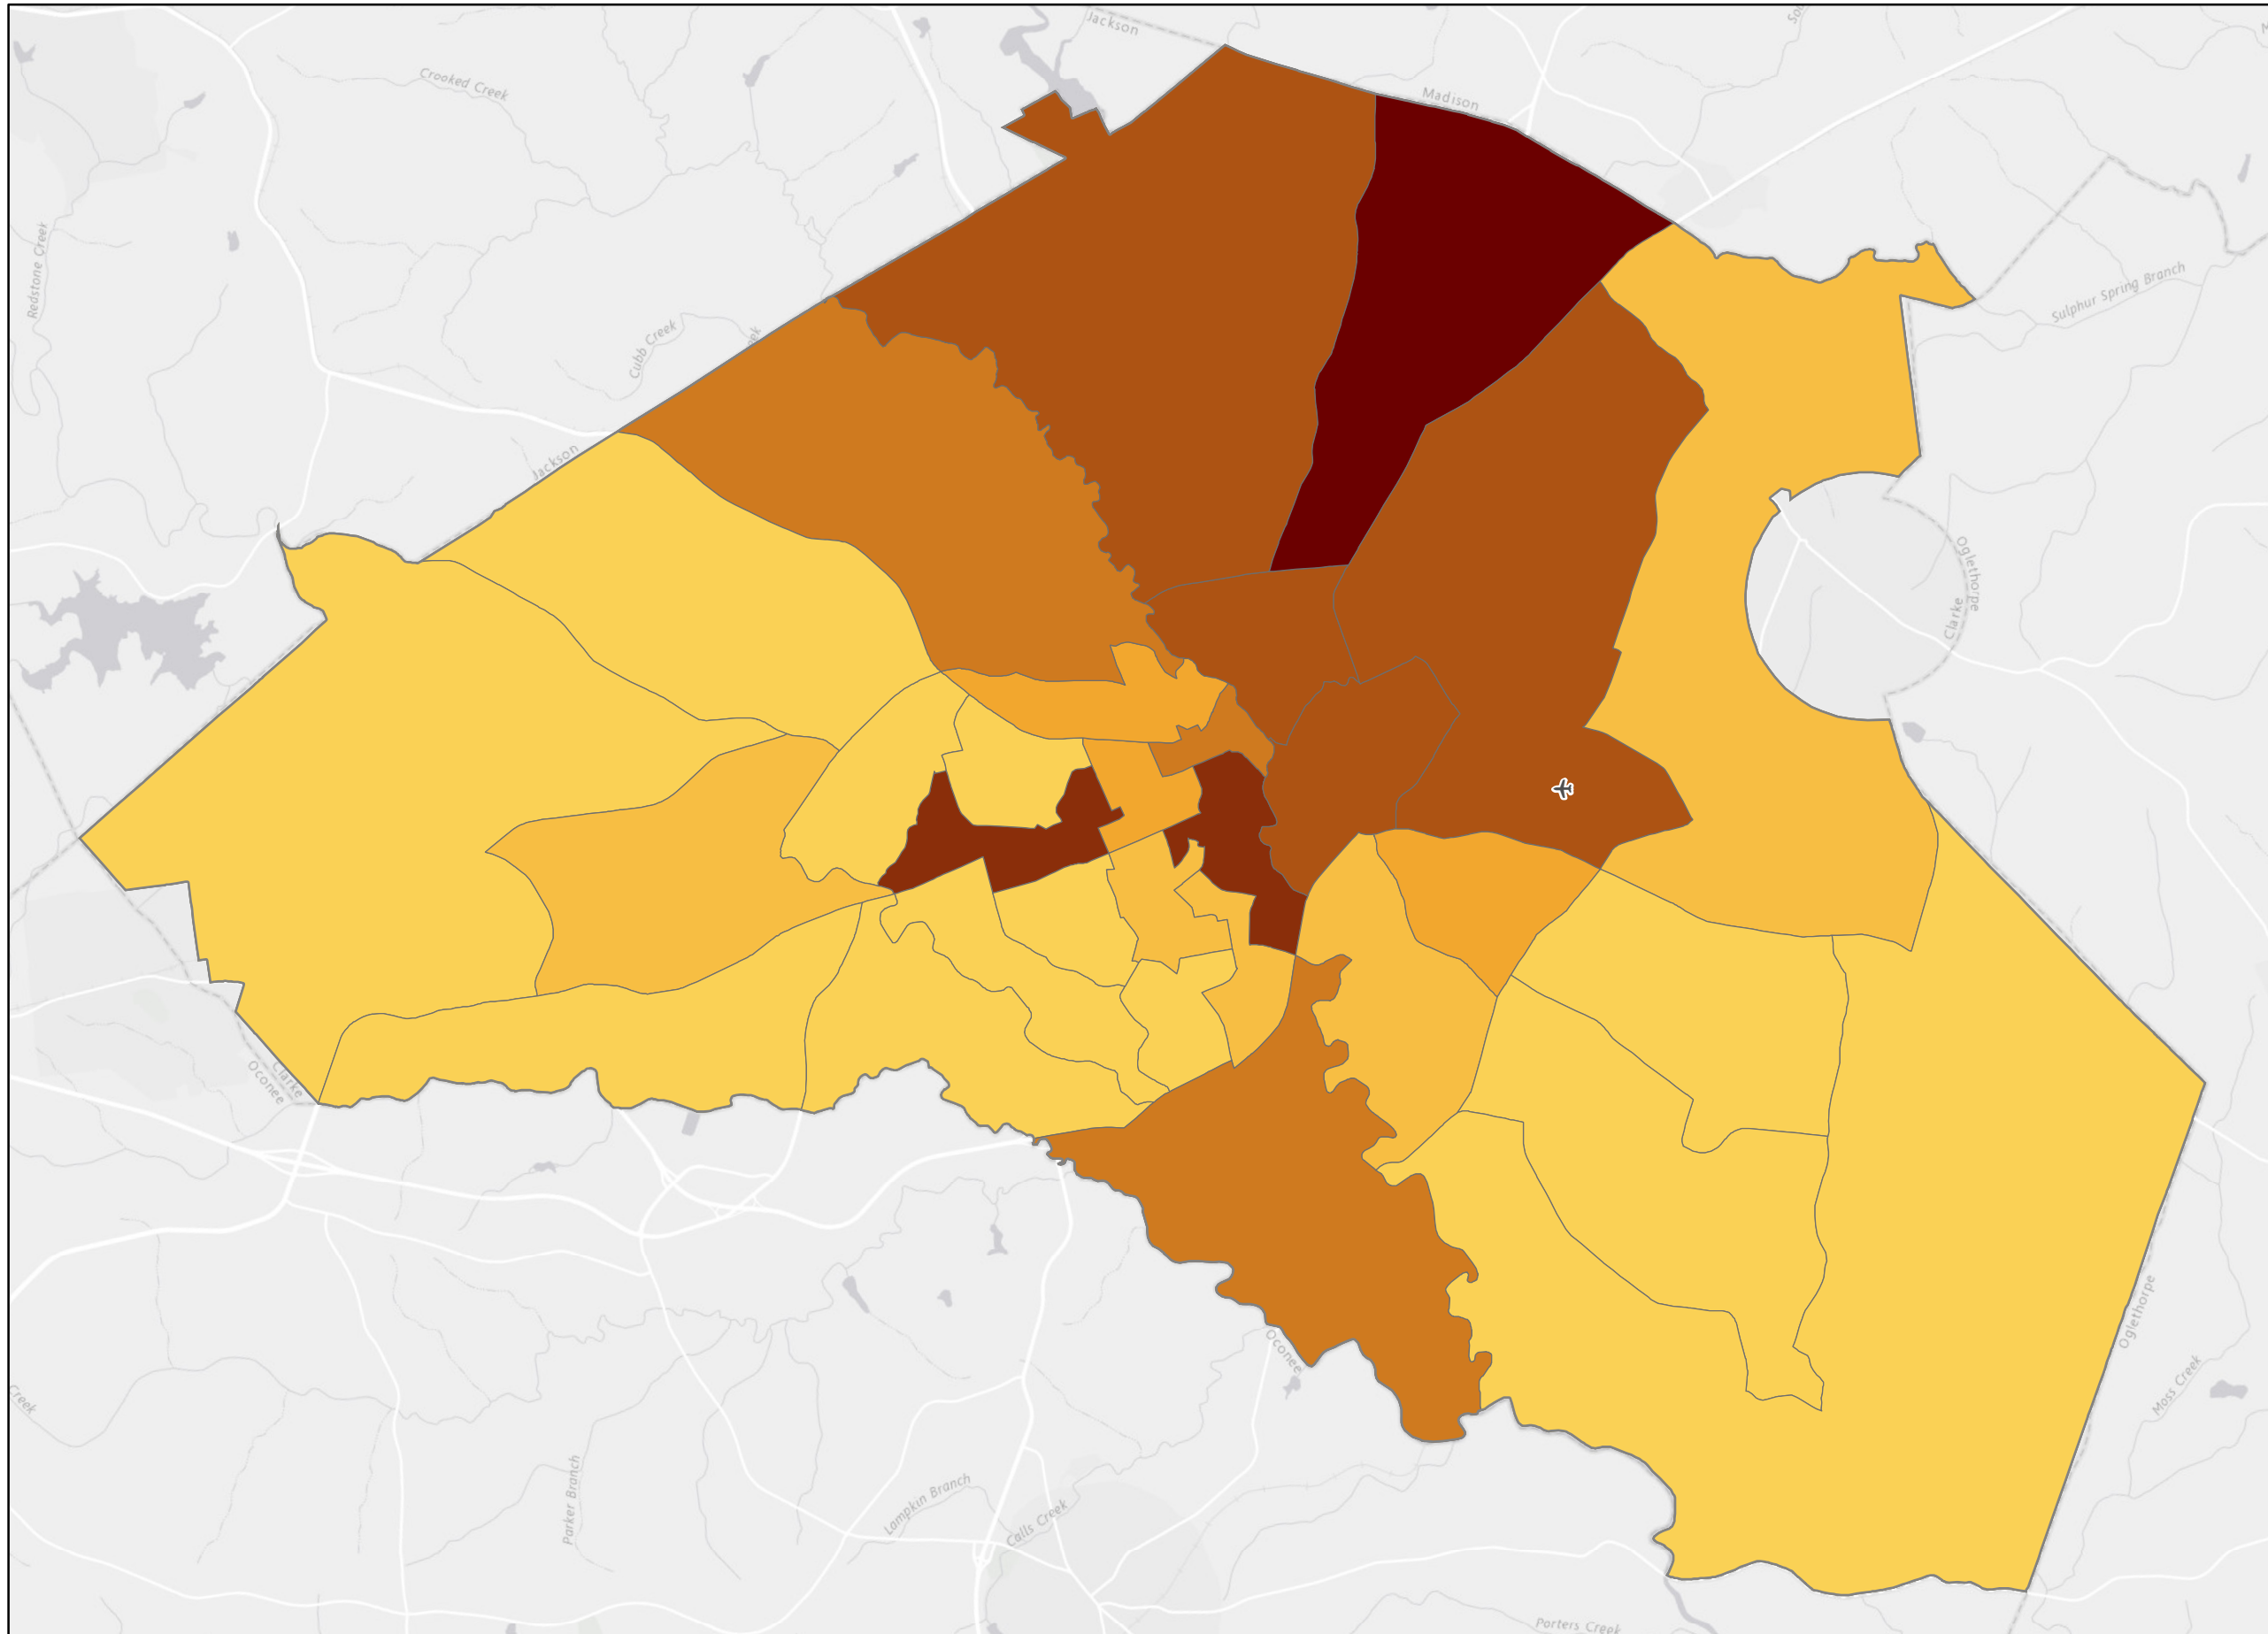 Jackson
Crooked Creek
Madison
Redstone Creek
Sulphur Spring Branch
Cubb Creek
Jackson
Oglethorpe
Clarke
Clarke
Oconee
Oglethorpe
Oconee
Moss Creek
Creek
Parker Branch
Lampkin Branch
Calls Creek
Porters Creek